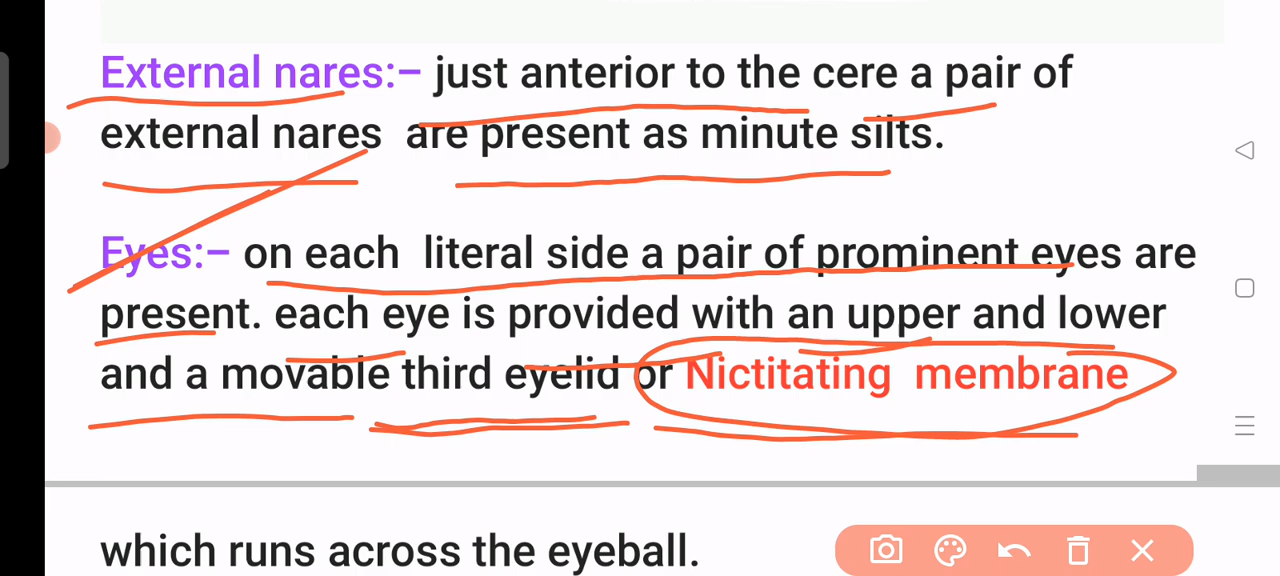 External nares:– just anterior to the cere a pair of
external nares are present as minute silts.
Eyes:– on each literal side a pair of prominent eyes are
present. each eye is provided with an upper and lower
and a movable third eyelid or Nictitating membrane
which runs across the eyeball.